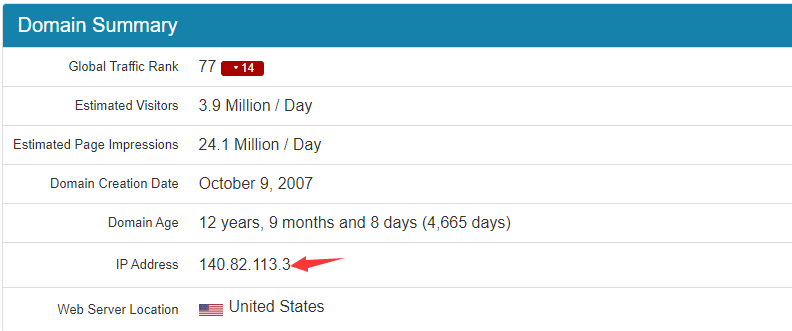 Domain Summary
Global Traffic Rank 77 14
Estimated Visitors 3.9 Million / Day
Estimated Page Impressions 24.1 Million / Day
Domain Creation Date October 9, 2007
Domain Age 12 years, 9 months and 8 days (4,665 days)
IP Address 140.82.113.3
Web Server Location United States